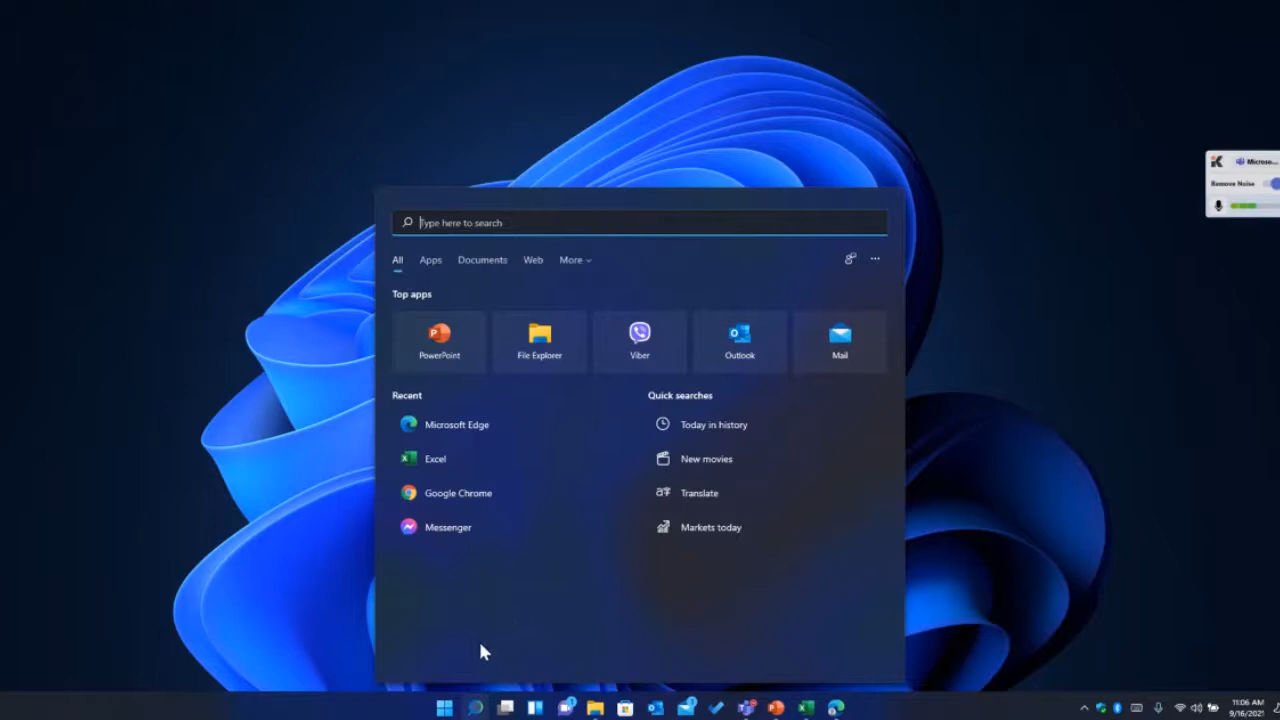 Microso...
Remove Noise
Type here to search
All Apps Documents Web More
Top apps
PowerPoint File Explorer Viber Outlook Mail
Recent Quick searches
Microsoft Edge Today in history
Excel New movies
Google Chrome Translate
Messenger Markets today
11:06 AM